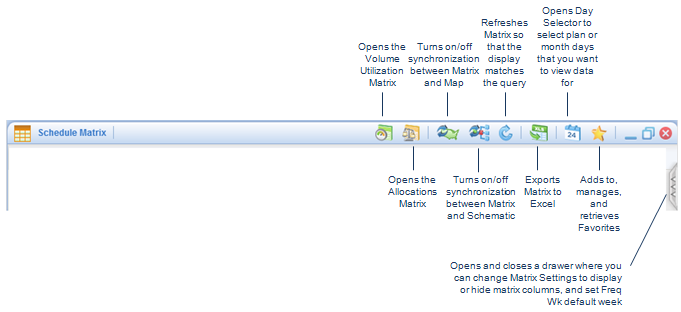 Opens the
Volume
Utilization
Matrix
Turns on/off
synchronization
between Matrix
and Map
Refreshes
Matrix so
that the
display
matches
the query
Opens Day
Selector to
select plan or
month days
that you want
to view data
for
Schedule Matrix
XLS
24
Opens the
Allocations
Matrix
Turns on/off
synchronization
between Matrix
and Schematic
Exports
Matrix to
Excel
Adds to,
manages,
and
retrieves
Favorites
Opens and closes a drawer where you
can change Matrix Settings to display
or hide matrix columns, and set Freq
Wk default week